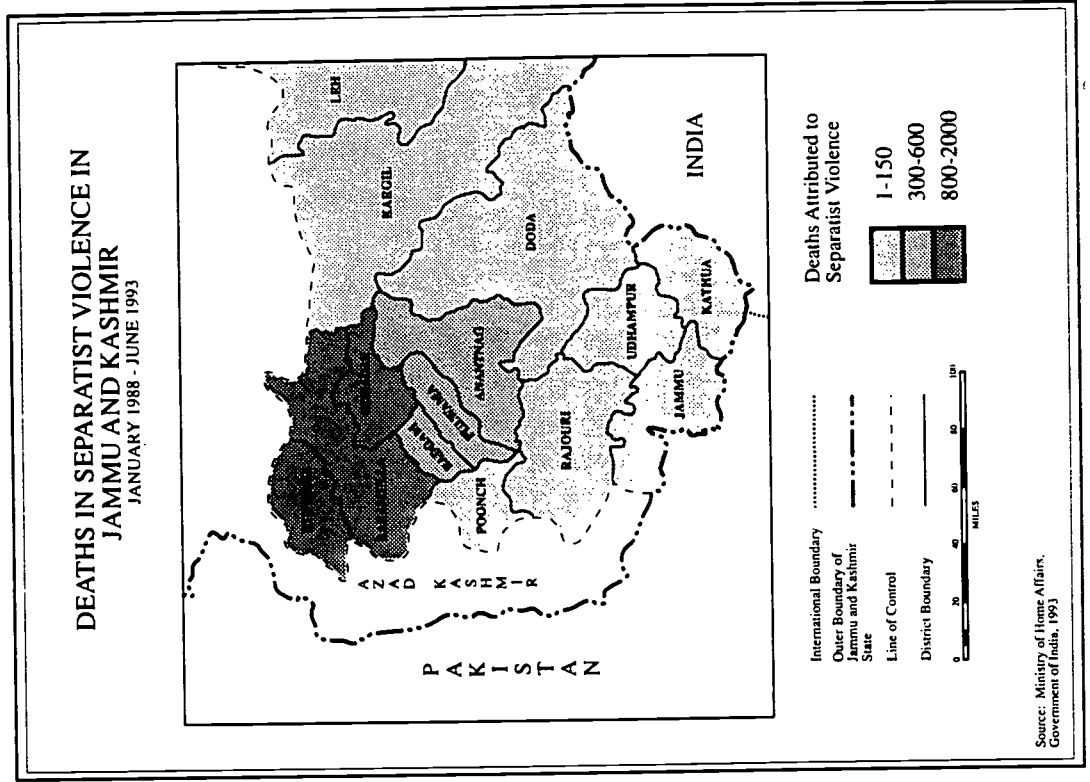 DEATHS IN SEPARATIST VIOLENCE IN
JAMMU AND KASHMIR
JANUARY 1988 - JUNE 1993
LEH
KARGIL
DODA
ANANTNAG
PULWAMA
BADGAM
POONCH
RAJOURI
UDHAMPUR
JAMMU
KATHUA
INDIA
AZAD KASHMIR
PAKISTAN
International Boundary
Outer Boundary of
Jammu and Kashmir
State
Line of Control
District Boundary
0 20 40 60 80 100
MILES
Deaths Attributed to
Separatist Violence
1-150
300-600
800-2000
Source: Ministry of Home Affairs,
Government of India, 1993